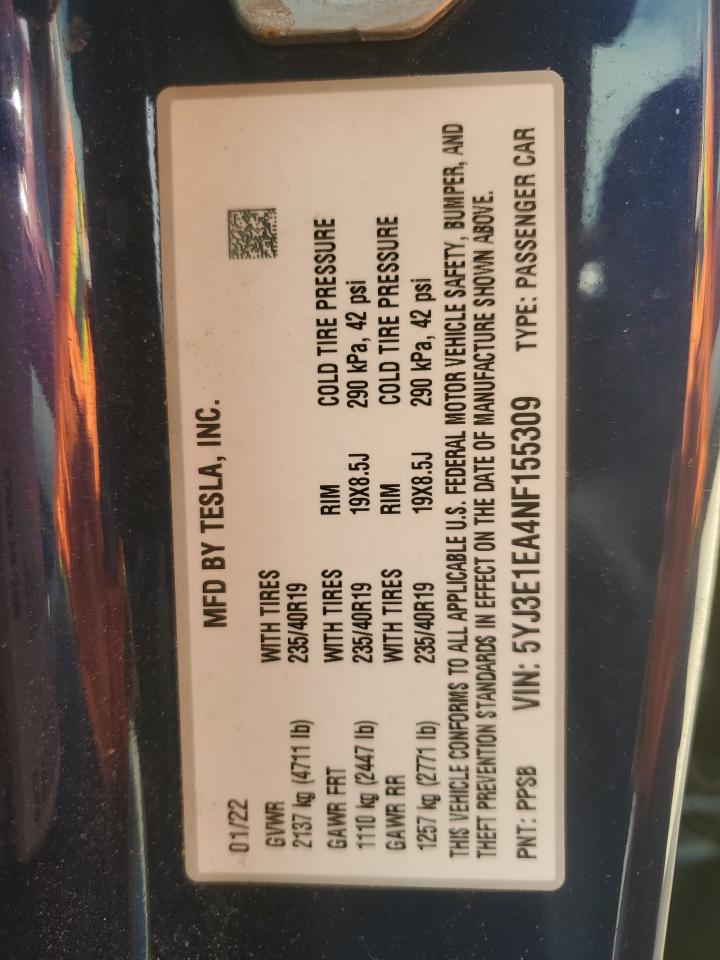 MFD BY TESLA, INC.
01/22
GVWR WITH TIRES
2137 kg (4711 lb) 235/40R19
GAWR FRT WITH TIRES RIM COLD TIRE PRESSURE
1110 kg (2447 lb) 235/40R19 19X8.5J 290 kPa, 42 psi
GAWR RR WITH TIRES RIM COLD TIRE PRESSURE
1257 kg (2771 lb) 235/40R19 19X8.5J 290 kPa, 42 psi
THIS VEHICLE CONFORMS TO ALL APPLICABLE U.S. FEDERAL MOTOR VEHICLE SAFETY, BUMPER, AND
THEFT PREVENTION STANDARDS IN EFFECT ON THE DATE OF MANUFACTURE SHOWN ABOVE.
PNT: PPSB VIN: 5YJ3E1EA4NF155309 TYPE: PASSENGER CAR